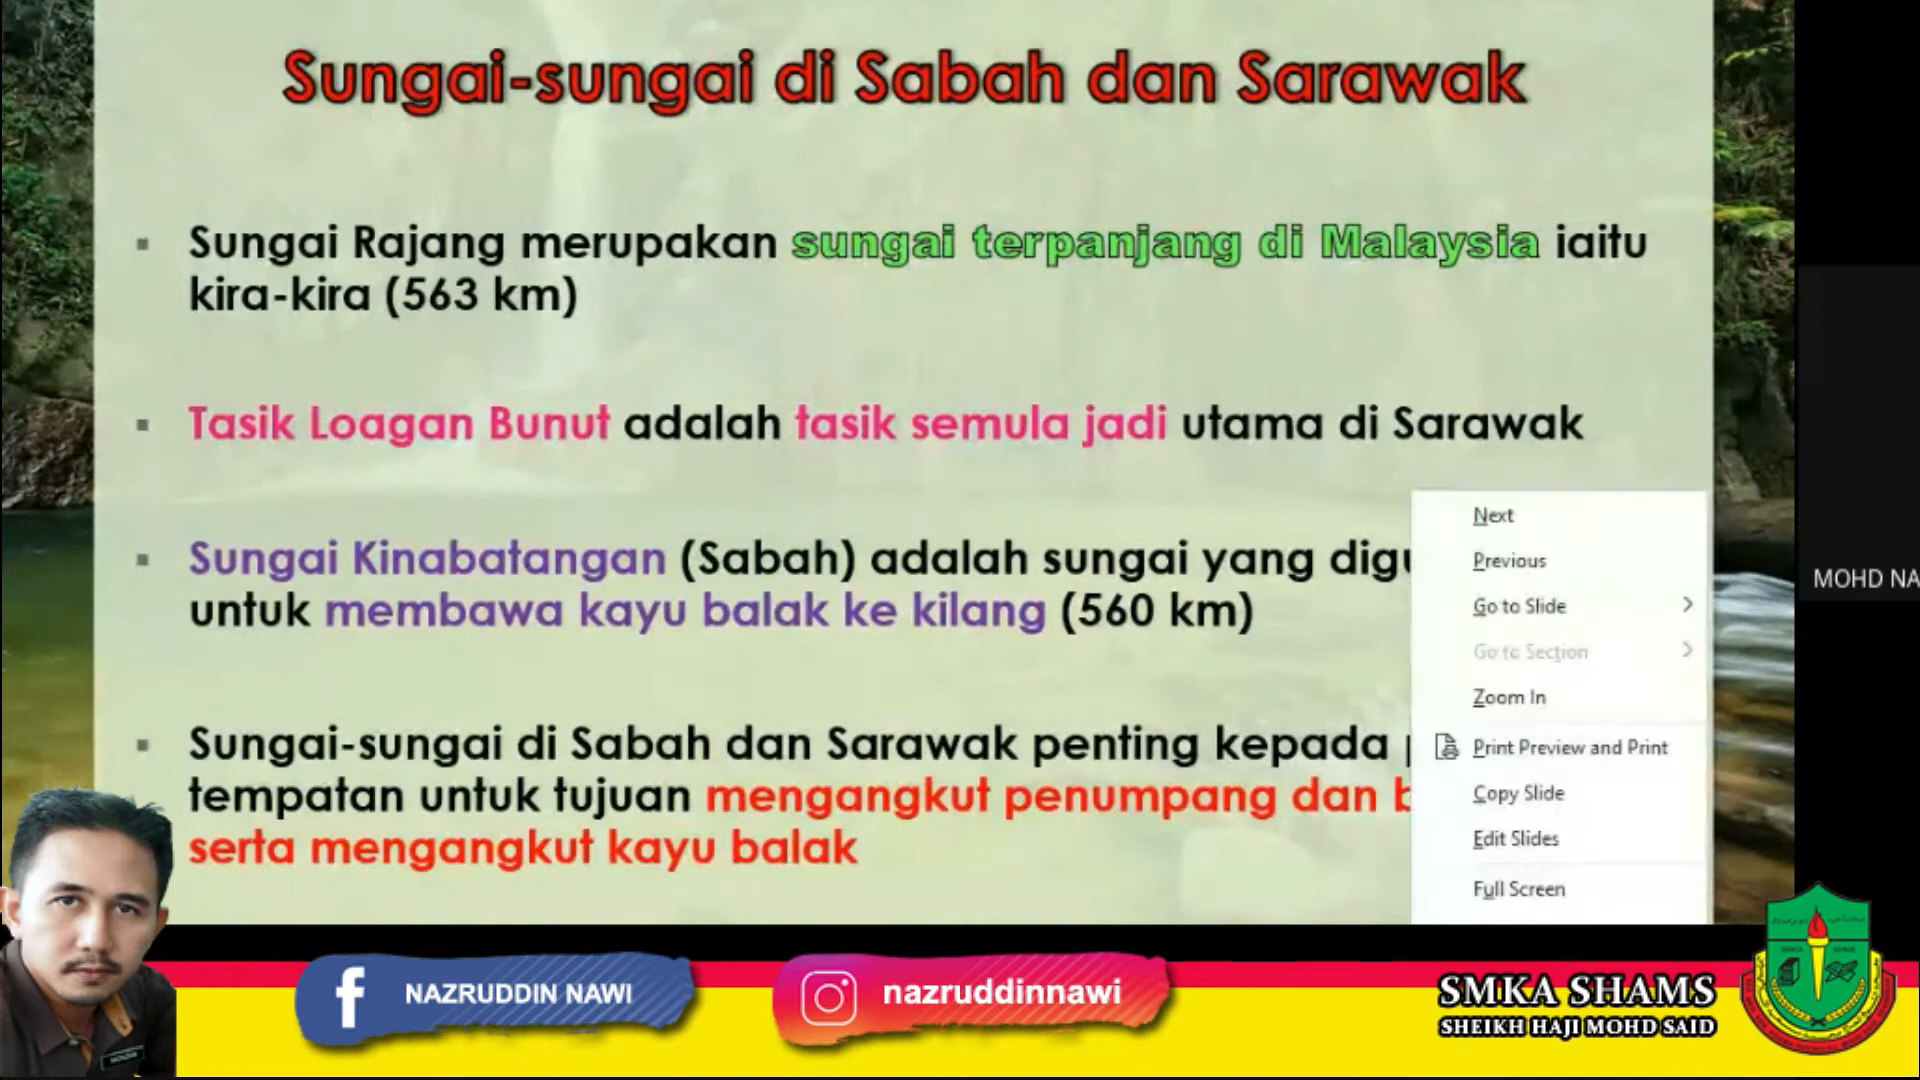 Sungai-sungai di Sabah dan Sarawak
Sungai Rajang merupakan sungai terpanjang di Malaysia iaitu
kira-kira (563 km)
Tasik Loagan Bunut adalah tasik semula jadi utama di Sarawak
Sungai Kinabatangan (Sabah) adalah sungai yang
untuk membawa kayu balak ke kilang (560 km)
Sungai-sungai di Sabah dan Sarawak penting kepada
tempatan untuk tujuan mengangkut penumpang dan
serta mengangkut kayu balak
Next
Previous
Go to Slide
Go to Section
Zoom In
Print Preview and Print
Copy Slide
Edit Slides
Full Screen
MOHD NA
NAZRUDDIN NAWI
nazruddinnawi
SMKA SHAMS
SHEIKH HAJI MOHD SAID